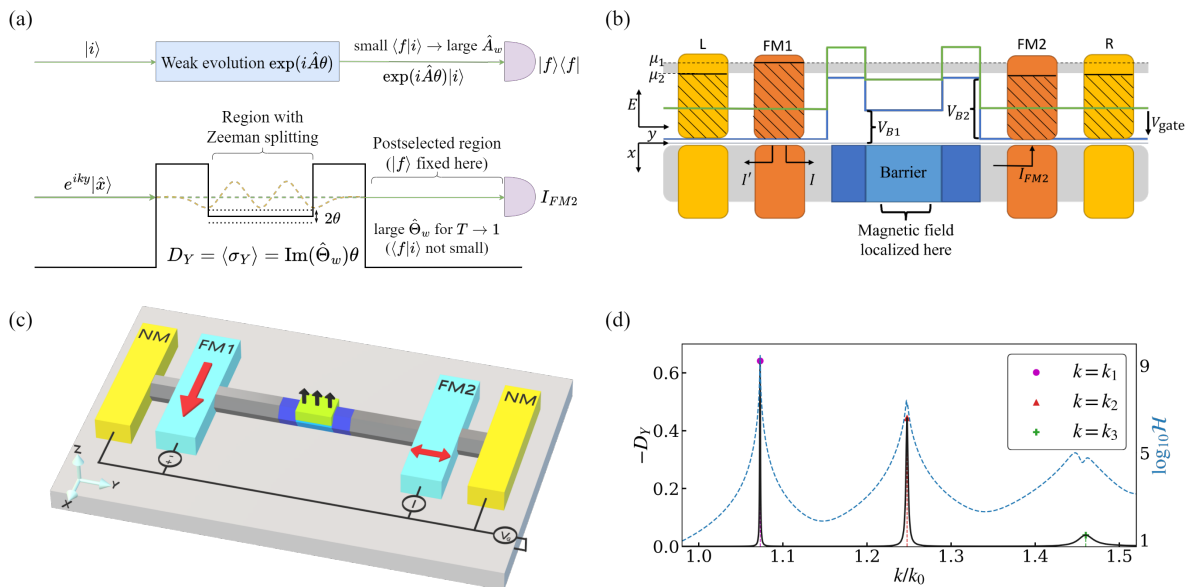 (a)
|i⟩
Weak evolution exp(iÂθ)
small ⟨f|i⟩ → large Â_w
exp(iÂθ)|i⟩
|f⟩⟨f|
Region with
Zeeman splitting
Postselected region
(|f⟩ fixed here)
e^{iky}|x̂⟩
2θ
I_{FM2}
large Θ̂_w for T → 1
(⟨f|i⟩ not small)
D_Y = ⟨σ_Y⟩ = Im(Θ̂_w)θ
(b)
L
FM1
FM2
R
μ_1
μ_2
E
y
x
V_{B1}
V_{B2}
V_{gate}
I'
I
Barrier
I_{FM2}
Magnetic field
localized here
(c)
NM
FM1
FM2
NM
-
+
I
Z
Y
X
(d)
-D_Y
0.6
0.4
0.2
0.0
1.0
1.1
1.2
1.3
1.4
1.5
k/k_0
k = k_1
k = k_2
k = k_3
9
5
1
log_{10}ℋ